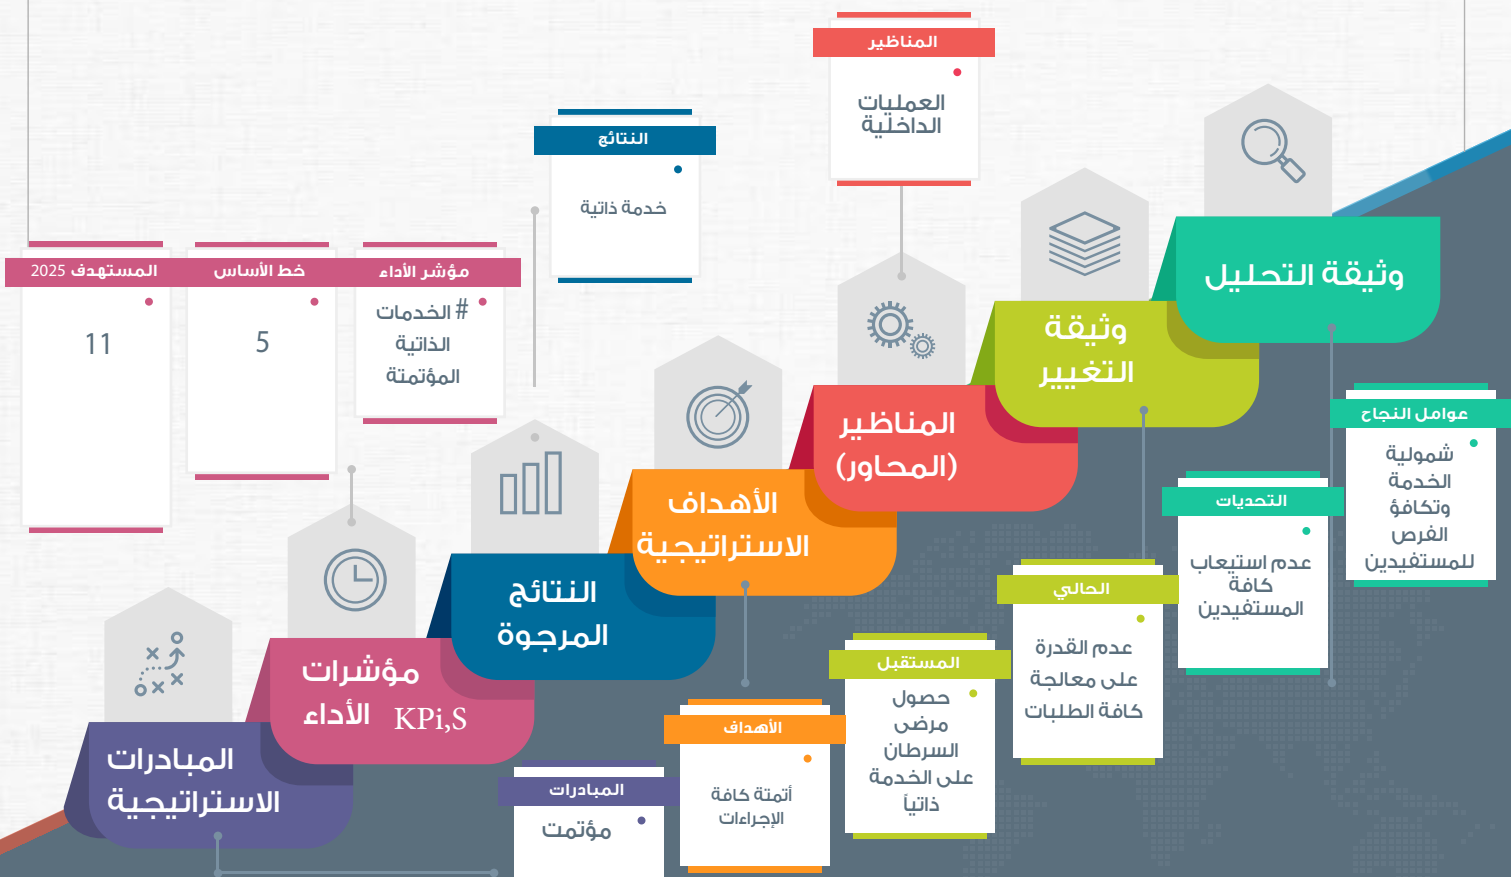 وثيقة التحليل
عوامل النجاح
شمولية
الخدمة
وتكافؤ
الفرص
للمستفيدين
التحديات
عدم استيعاب
كافة
المستفيدين
وثيقة
التغيير
الحالي
عدم القدرة
على معالجة
كافة الطلبات
المستقبل
حصول
مرضى
السرطان
على الخدمة
ذاتياً
المناظير
(المحاور)
المناظير
العمليات
الداخلية
الأهداف
الاستراتيجية
الأهداف
أتمتة كافة
الإجراءات
النتائج
المرجوة
النتائج
خدمة ذاتية
مؤشرات
الأداء KPi,S
مؤشر الأداء
# الخدمات
الذاتية
المؤتمتة
خط الأساس
5
المستهدف 2025
11
المبادرات
الاستراتيجية
المبادرات
مؤتمت